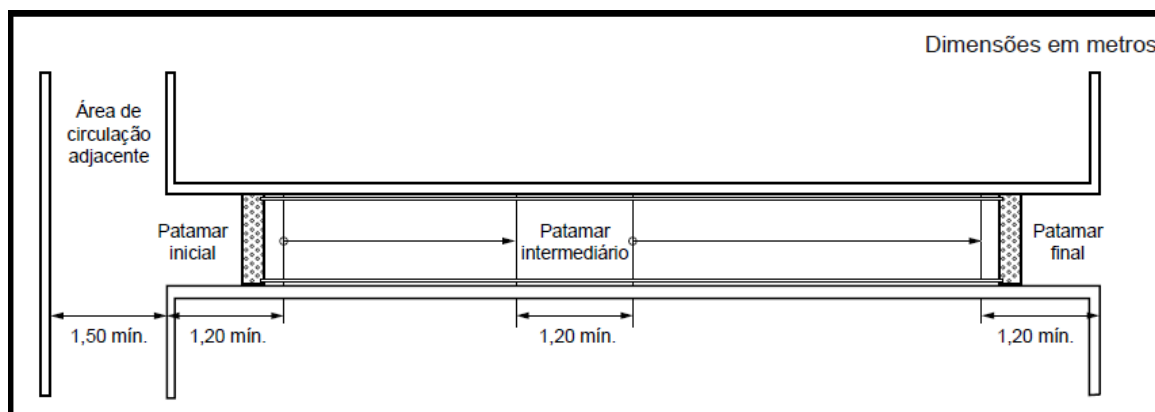 Dimensões em metros
Área de
circulação
adjacente
Patamar
inicial
Patamar
intermediário
Patamar
final
1,50 mín.
1,20 mín.
1,20 mín.
1,20 mín.